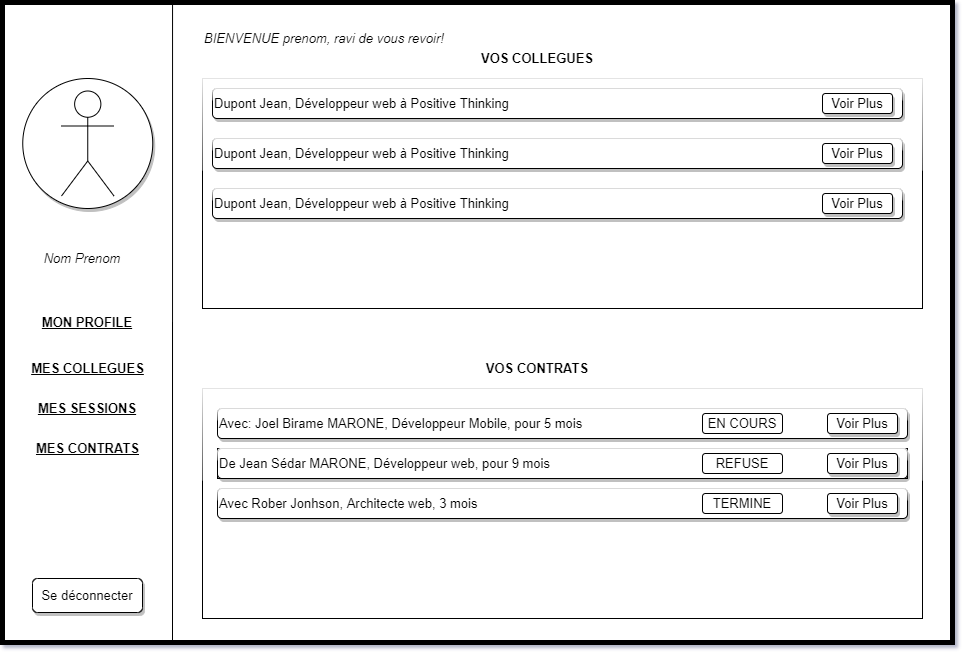 BIENVENUE prenom, ravi de vous revoir!
VOS COLLEGUES
Dupont Jean, Développeur web à Positive Thinking
Voir Plus
Dupont Jean, Développeur web à Positive Thinking
Voir Plus
Dupont Jean, Développeur web à Positive Thinking
Voir Plus
Nom Prenom
MON PROFILE
MES COLLEGUES
MES SESSIONS
MES CONTRATS
Se déconnecter
VOS CONTRATS
Avec: Joel Birame MARONE, Développeur Mobile, pour 5 mois
EN COURS
Voir Plus
De Jean Sédar MARONE, Développeur web, pour 9 mois
REFUSE
Voir Plus
Avec Rober Jonhson, Architecte web, 3 mois
TERMINE
Voir Plus